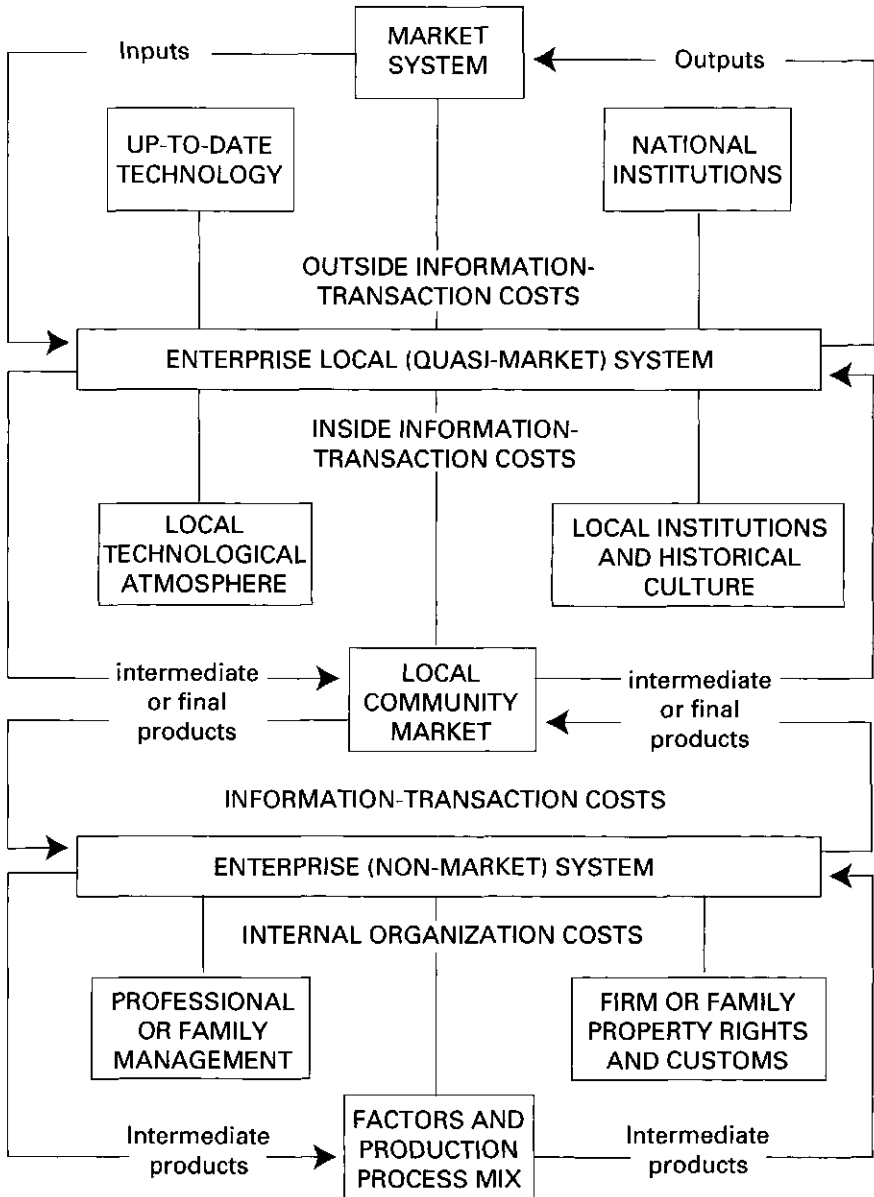 Inputs
MARKET
SYSTEM
Outputs
UP-TO-DATE
TECHNOLOGY
NATIONAL
INSTITUTIONS
OUTSIDE INFORMATION-
TRANSACTION COSTS
ENTERPRISE LOCAL (QUASI-MARKET) SYSTEM
INSIDE INFORMATION-
TRANSACTION COSTS
LOCAL
TECHNOLOGICAL
ATMOSPHERE
LOCAL INSTITUTIONS
AND HISTORICAL
CULTURE
intermediate
or final
products
LOCAL
COMMUNITY
MARKET
intermediate
or final
products
INFORMATION-TRANSACTION COSTS
ENTERPRISE (NON-MARKET) SYSTEM
INTERNAL ORGANIZATION COSTS
PROFESSIONAL
OR FAMILY
MANAGEMENT
FIRM OR FAMILY
PROPERTY RIGHTS
AND CUSTOMS
Intermediate
products
FACTORS AND
PRODUCTION
PROCESS MIX
Intermediate
products